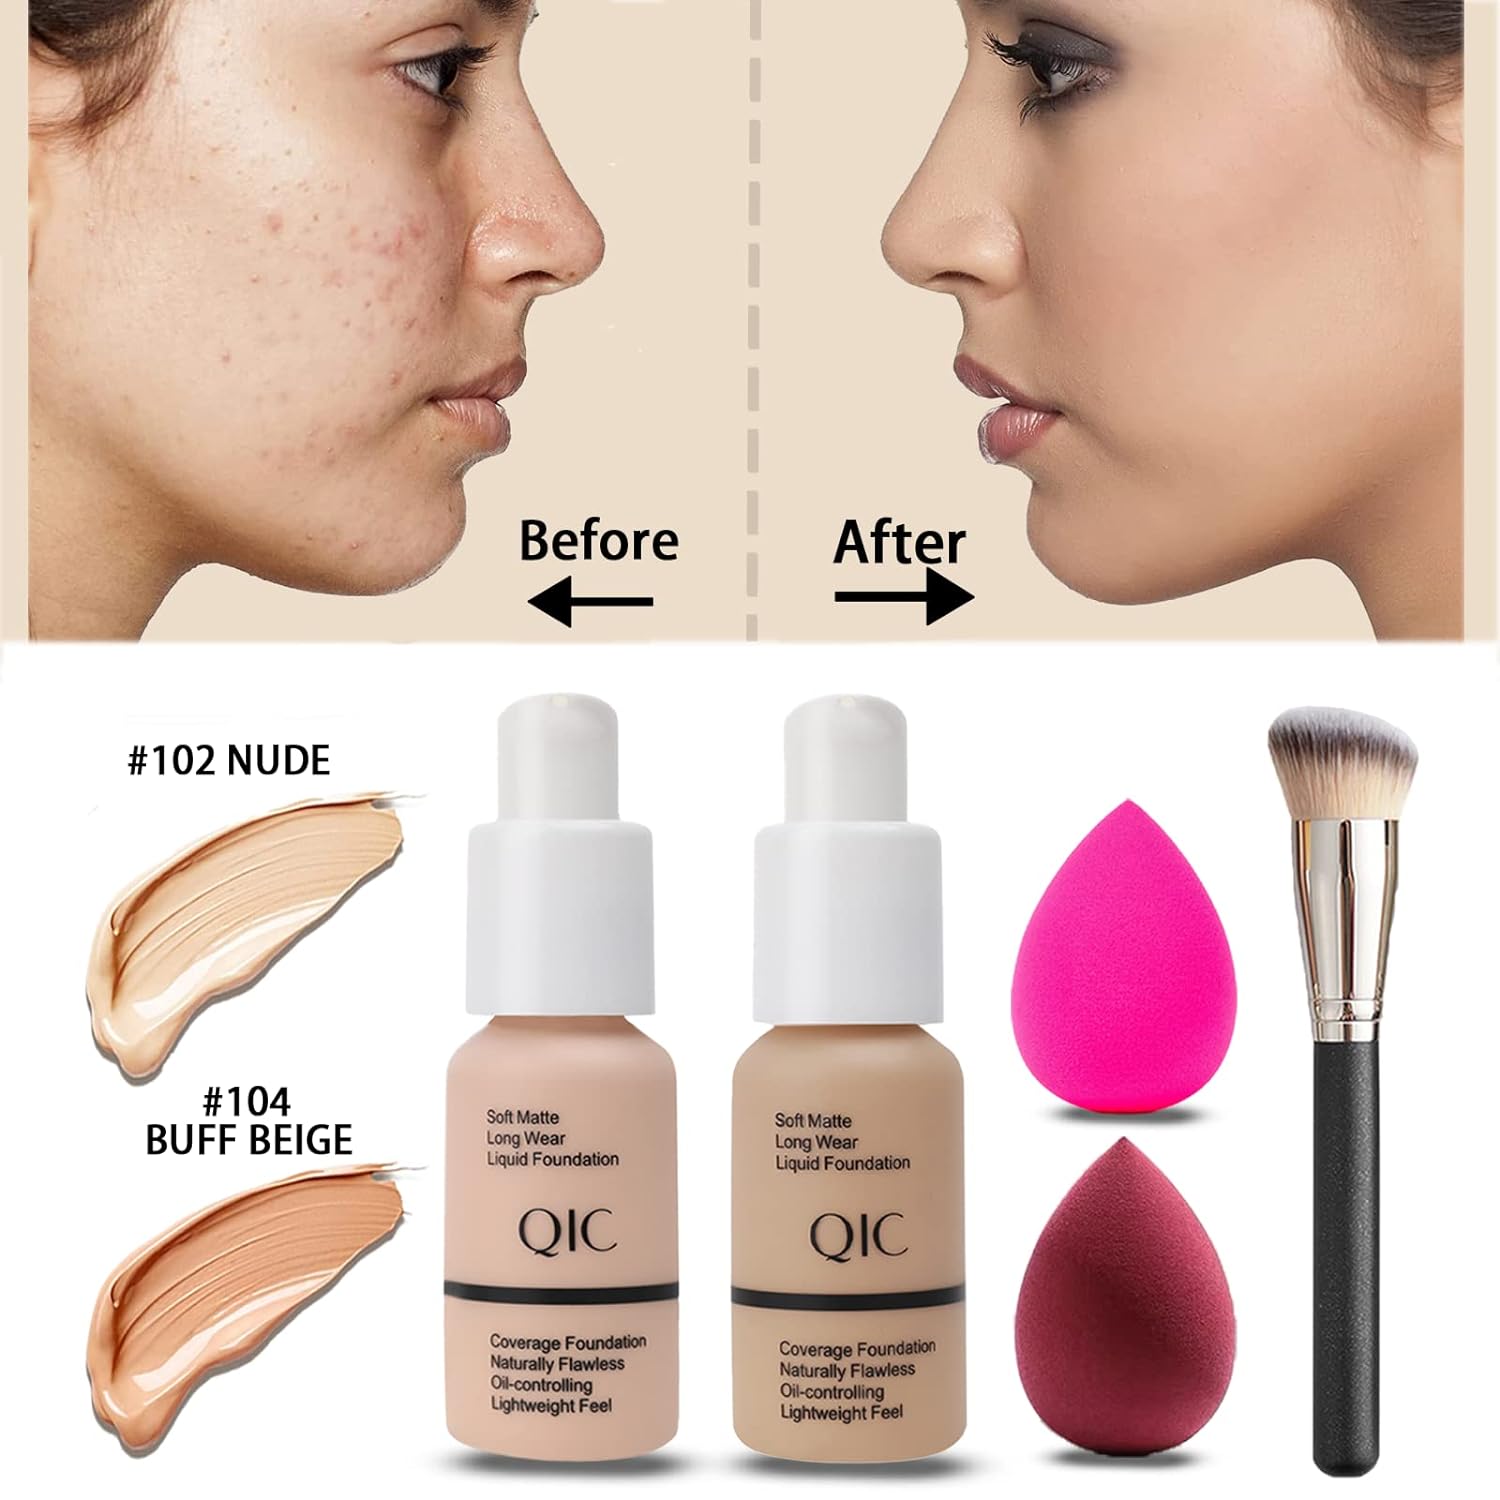 Before
After
#102 NUDE
#104
BUFF BEIGE
Soft Matte
Long Wear
Liquid Foundation
QIC
Coverage Foundation
Naturally Flawless
Oil-controlling
Lightweight Feel
Soft Matte
Long Wear
Liquid Foundation
QIC
Coverage Foundation
Naturally Flawless
Oil-controlling
Lightweight Feel